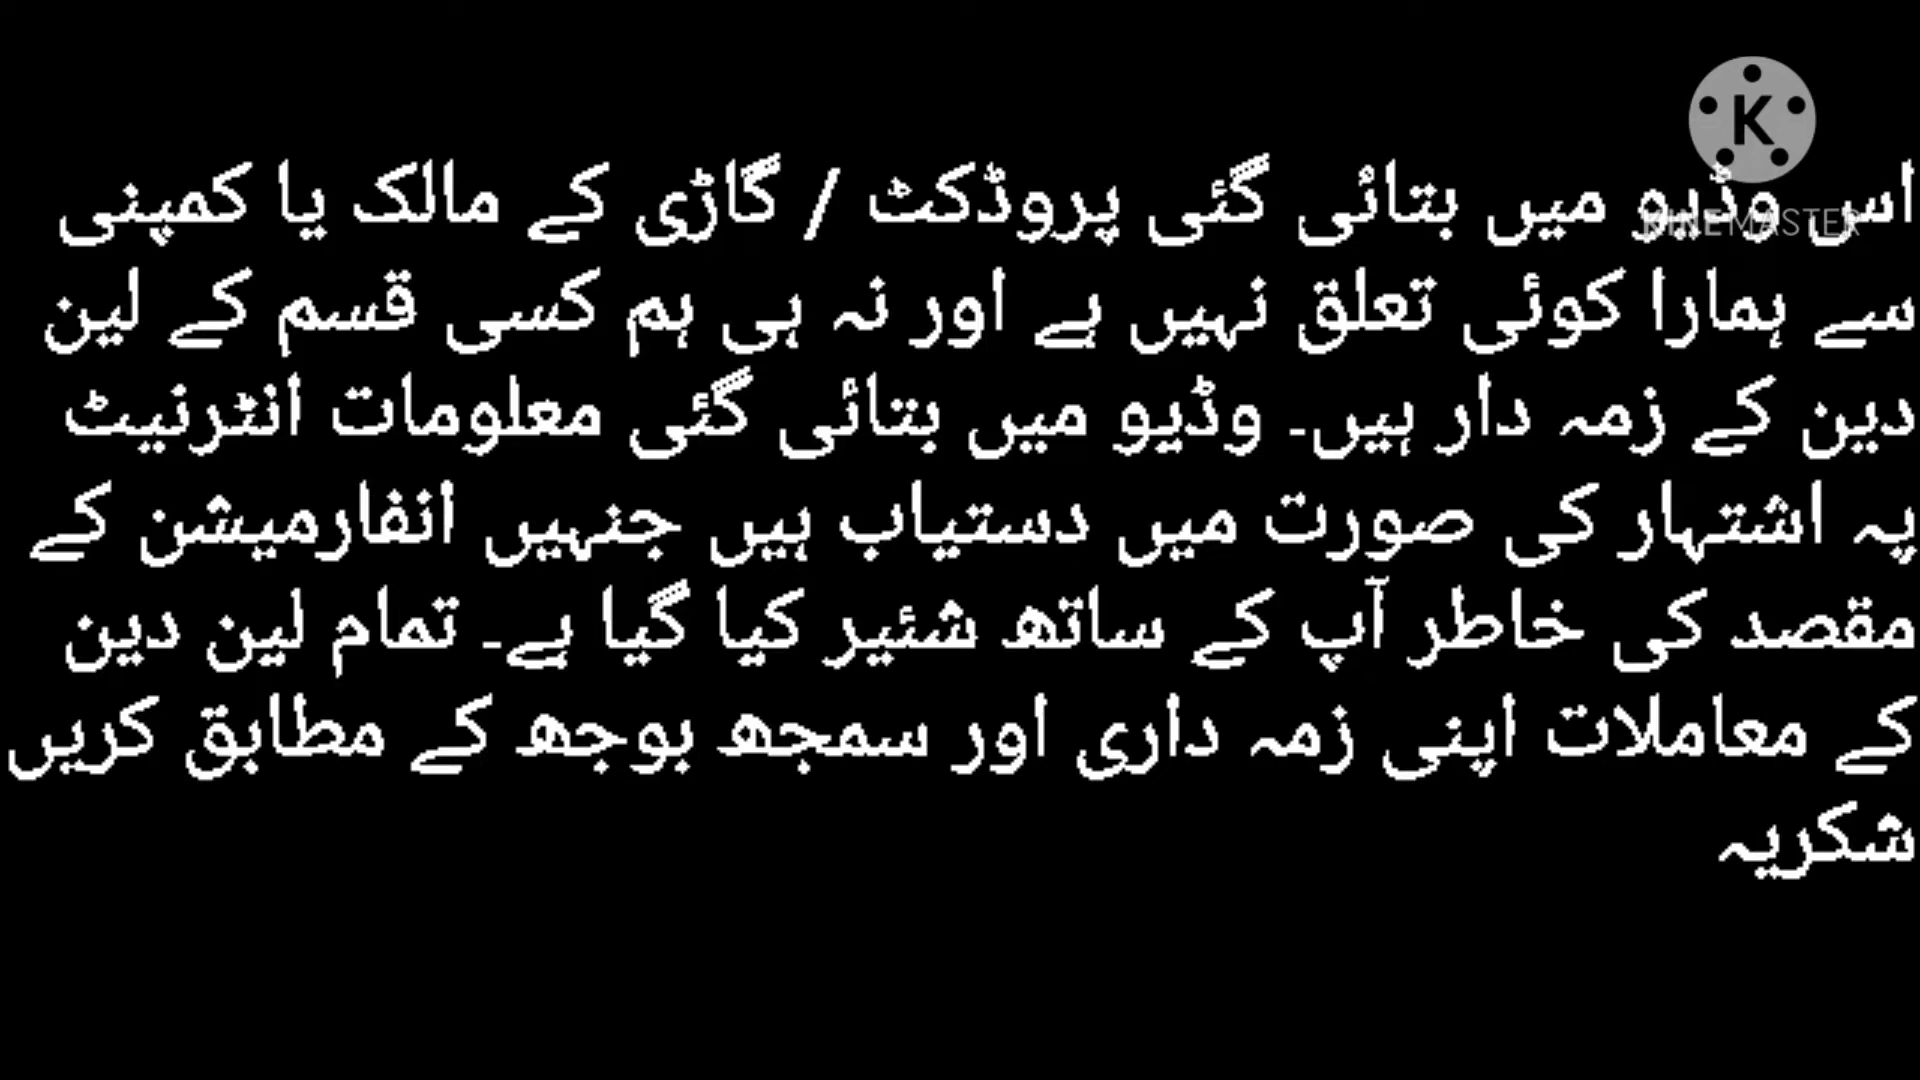 K
KINEMASTER
اس وڈیو میں بتائی گئی پروڈکٹ / گاڑی کے مالک یا کمپنی
سے ہمارا کوئی تعلق نہیں ہے اور نہ ہی ہم کسی قسم کے لین
دین کے زمہ دار ہیں۔ وڈیو میں بتائی گئی معلومات انٹرنیٹ
پہ اشتہار کی صورت میں دستیاب ہیں جنہیں انفارمیشن کے
مقصد کی خاطر آپ کے ساتھ شئیر کیا گیا ہے۔ تمام لین دین
کے معاملات اپنی زمہ داری اور سمجھ بوجھ کے مطابق کریں
شکریہ